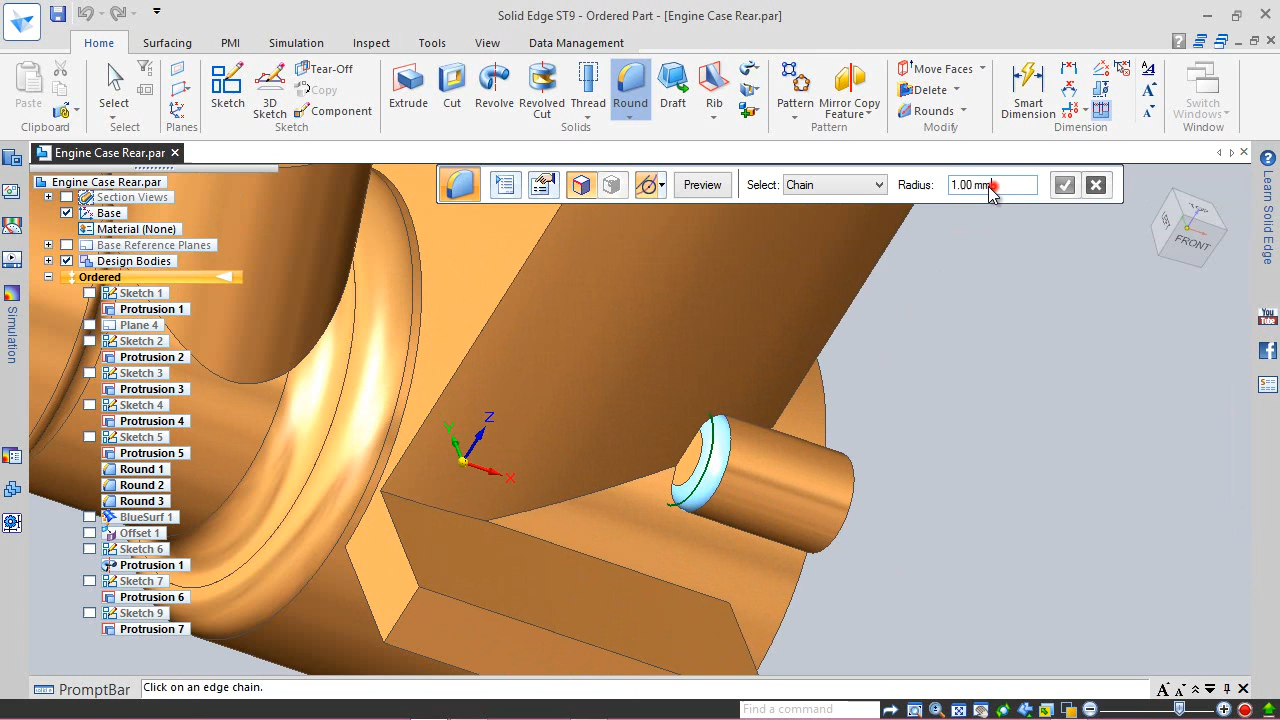 Solid Edge ST9 - Ordered Part - [Engine Case Rear.par]
Home Surfacing PMI Simulation Inspect Tools View Data Management
Paste
Copy
Clipboard
Select
Select
Planes
Sketch
3D Sketch
Tear-Off
Copy
Component
Sketch
Extrude
Cut
Revolve
Revolved Cut
Thread
Round
Draft
Rib
Solids
Pattern
Mirror Copy Feature
Pattern
Move Faces
Delete
Rounds
Modify
Smart Dimension
Dimension
Switch Windows
Window
Engine Case Rear.par
Preview
Select: Chain
Radius: 1.00 mm
Engine Case Rear.par
Section Views
Base
Material (None)
Base Reference Planes
Design Bodies
Ordered
Sketch 1
Protrusion 1
Plane 4
Sketch 2
Protrusion 2
Sketch 3
Protrusion 3
Sketch 4
Protrusion 4
Sketch 5
Protrusion 5
Round 1
Round 2
Round 3
BlueSurf 1
Offset 1
Sketch 6
Protrusion 1
Sketch 7
Protrusion 6
Sketch 9
Protrusion 7
Simulation
Z
Y
X
TOP
LEFT
FRONT
Learn Solid Edge
You Tube
PromptBar
Click on an edge chain.
Find a command